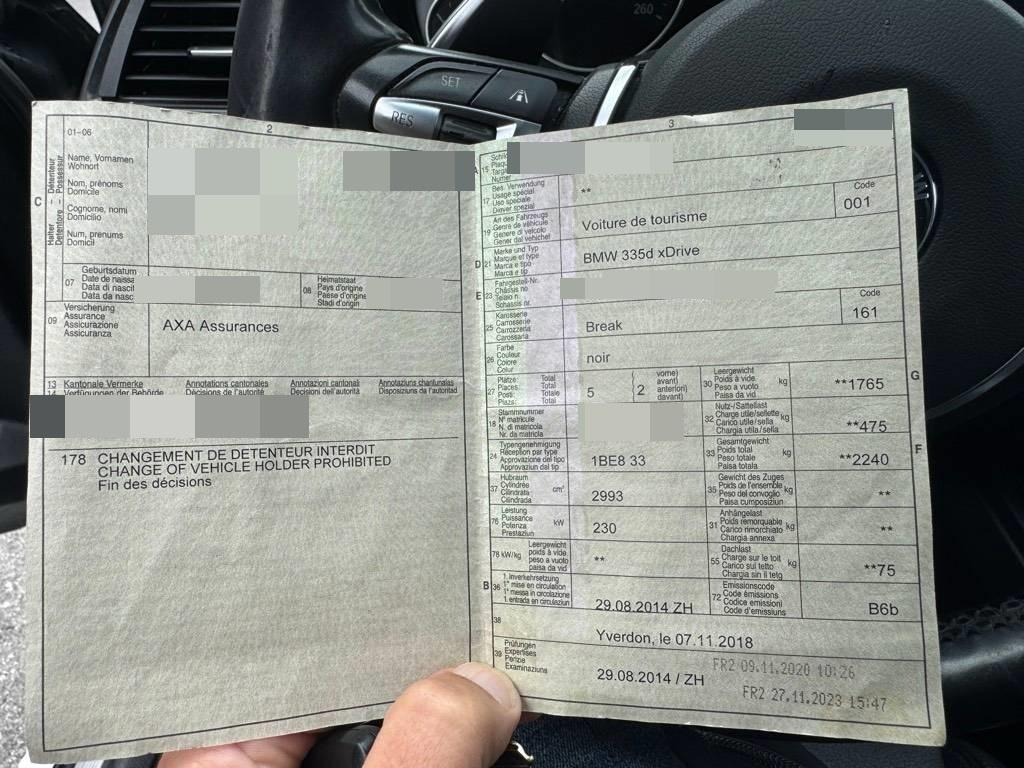 260
SET
RES
2
3
01-06
Halter - Détenteur
Detentore - Possessur
C
Name, Vornamen
Wohnort
Nom, prénoms
Domicile
Cognome, nomi
Domicilio
Num, prenums
Domicil
07
Geburtsdatum
Date de naissa
Data di nascit
Data da nasc
08
Heimatstaat
Pays d'origine
Paese d'origine
Stadi d'origin
09
Versicherung
Assurance
Assicurazione
Assicuranza
AXA Assurances
13 Kantonale Vermerke Annotations cantonales Annotazioni cantonali Annotaziuns chantunalas
14 Verfügungen der Behörde Décisions de l'autorité Decisioni dell'autorità Disposiziuns da l'autoritad
178 CHANGEMENT DE DETENTEUR INTERDIT
CHANGE OF VEHICLE HOLDER PROHIBITED
Fin des décisions
A
15
Schild
Plaqu
Targa
Numer
17
Bes. Verwendung
Usage spécial
Uso speciale
Diever spezial
**
19
Art des Fahrzeugs
Genre de véhicule
Genere di veicolo
Gener dal vehichel
Voiture de tourisme
Code
001
D
21
Marke und Typ
Marque et type
Marca e tipo
Marca e tip
BMW 335d xDrive
E
23
Fahrgestell-Nr.
Châssis no
Telaio n.
Schassis nr.
25
Karosserie
Carrosserie
Carrozzeria
Carossaria
Break
Code
161
26
Farbe
Couleur
Colore
Colur
noir
27
Plätze: Total
Places: Total
Posti: Totale
Plazs: Total
5
2
vorne)
avant)
anteriori)
davant)
30
Leergewicht
Poids à vide
Peso a vuoto
Paisa da vid
kg
**1765
G
18
Stammnummer
N° matricule
N. di matricola
Nr. da matricla
32
Nutz-/Sattellast
Charge utile/sellette
Carico utile/sella
Chargia utila/sella
kg
**475
24
Typengenehmigung
Réception par type
Approvazione del tipo
Approvaziun dal tip
1BE8 33
33
Gesamtgewicht
Poids total
Peso totale
Paisa totala
kg
**2240
F
37
Hubraum
Cylindrée
Cilindrata
Cilindrada
cm³
2993
35
Gewicht des Zuges
Poids de l'ensemble
Peso del convoglio
Paisa cumposiziun
kg
**
76
Leistung
Puissance
Potenza
Prestaziun
kW
230
31
Anhängelast
Poids remorquable
Carico rimorchiato
Chargia annexa
kg
**
78 kW/kg
Leergewicht
poids à vide
peso a vuoto
paisa da vid
**
55
Dachlast
Charge sur le toit
Carico sul tetto
Chargia sin il tetg
kg
**75
B
36
1. Inverkehrsetzung
1re mise en circulation
1a messa in circolazione
1. entrada en circulaziun
29.08.2014 ZH
72
Emissionscode
Code émissions
Codice emissioni
Code d'emissiuns
B6b
38
Yverdon, le 07.11.2018
39
Prüfungen
Expertises
Perizie
Examinaziuns
29.08.2014 / ZH
FR2 09.11.2020 10:26
FR2 27.11.2023 15:47